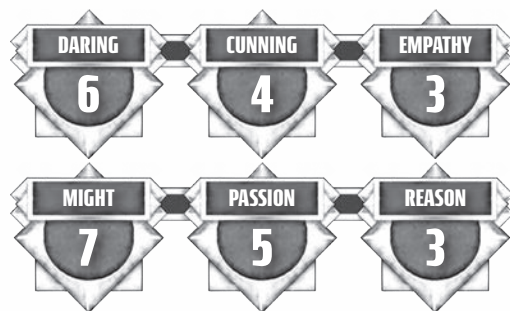 DARING CUNNING EMPATHY
6 4 3
MIGHT PASSION REASON
7 5 3